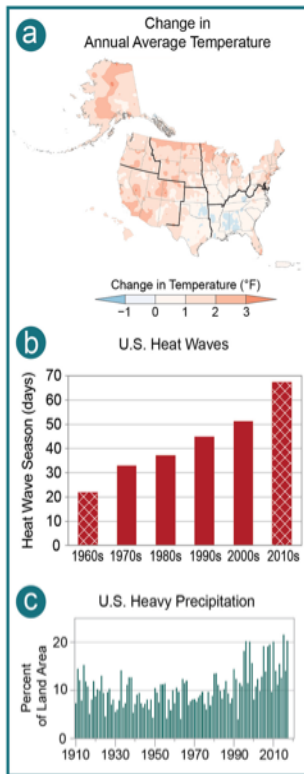 a
Change in
Annual Average Temperature
Change in Temperature (°F)
−1 0 1 2 3
b
U.S. Heat Waves
Heat Wave Season (days)
70
60
50
40
30
20
10
0
1960s 1970s 1980s 1990s 2000s 2010s
c
U.S. Heavy Precipitation
Percent
of Land Area
20
10
0
1910 1930 1950 1970 1990 2010